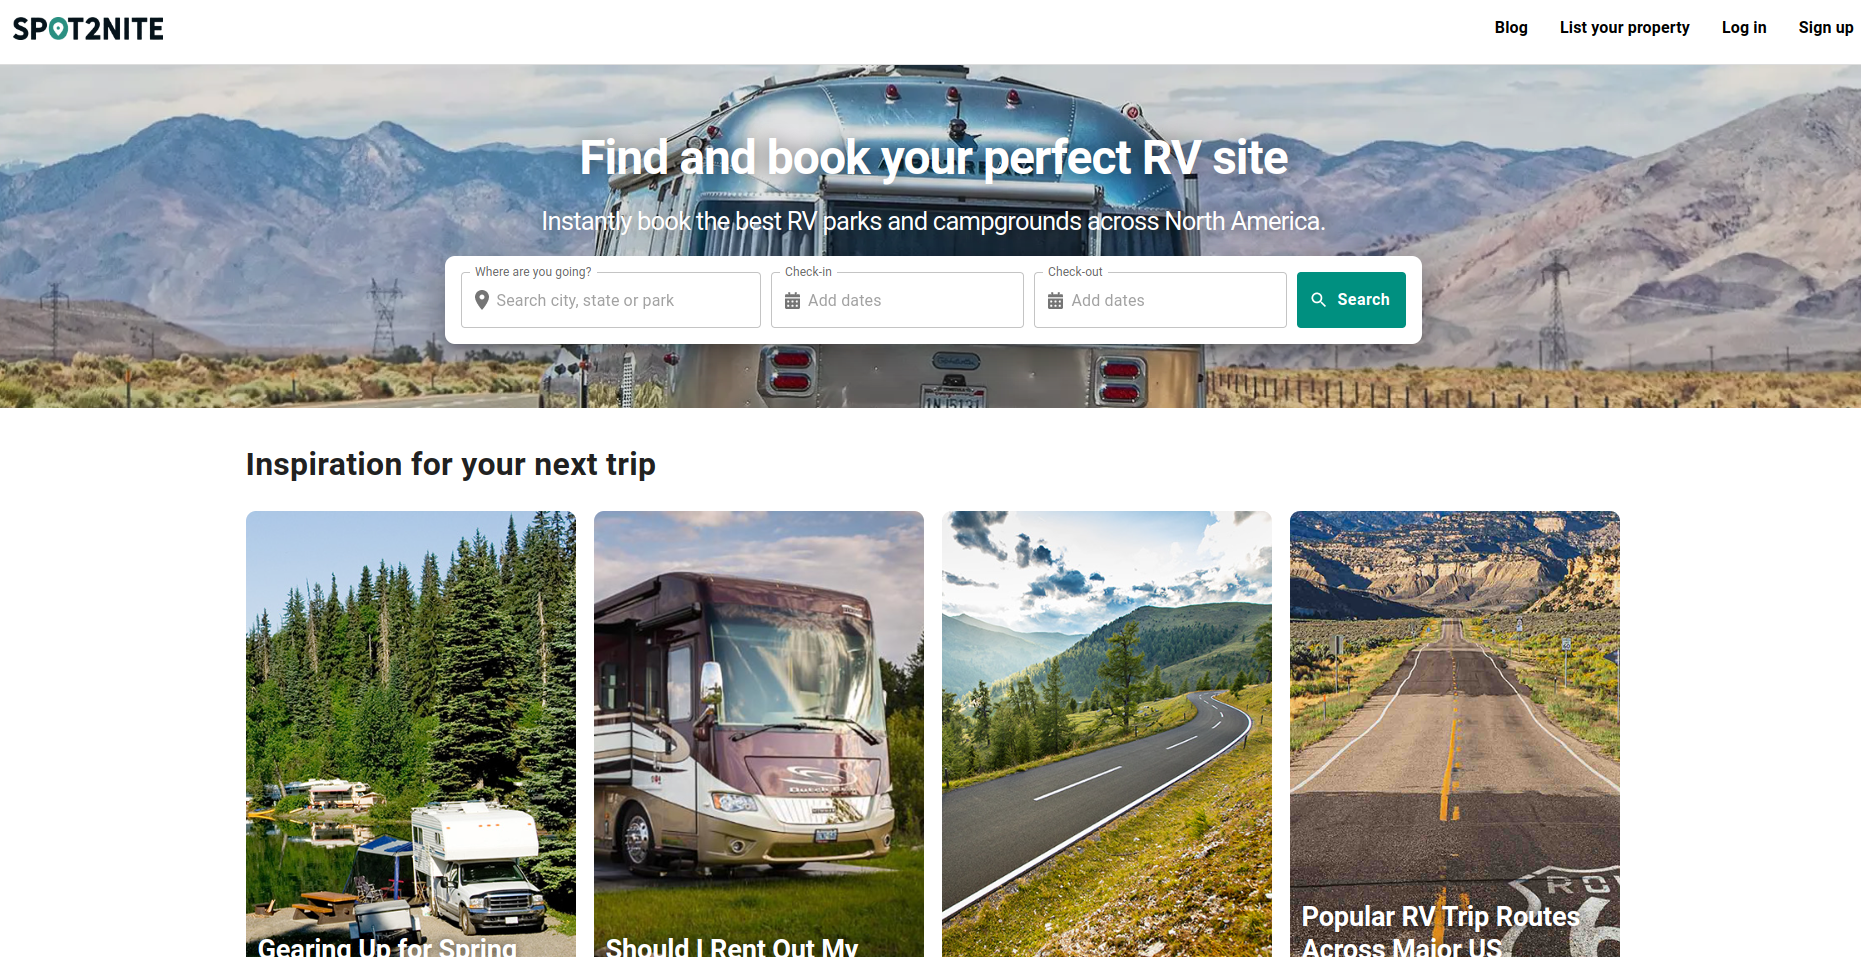 SPOT2NITE
Blog List your property Log in Sign up
Find and book your perfect RV site
Instantly book the best RV parks and campgrounds across North America.
Where are you going?
Search city, state or park
Check-in
Add dates
Check-out
Add dates
Search
Inspiration for your next trip
Gearing Up for Spring
Should I Rent Out My
Popular RV Trip Routes
Across Major US